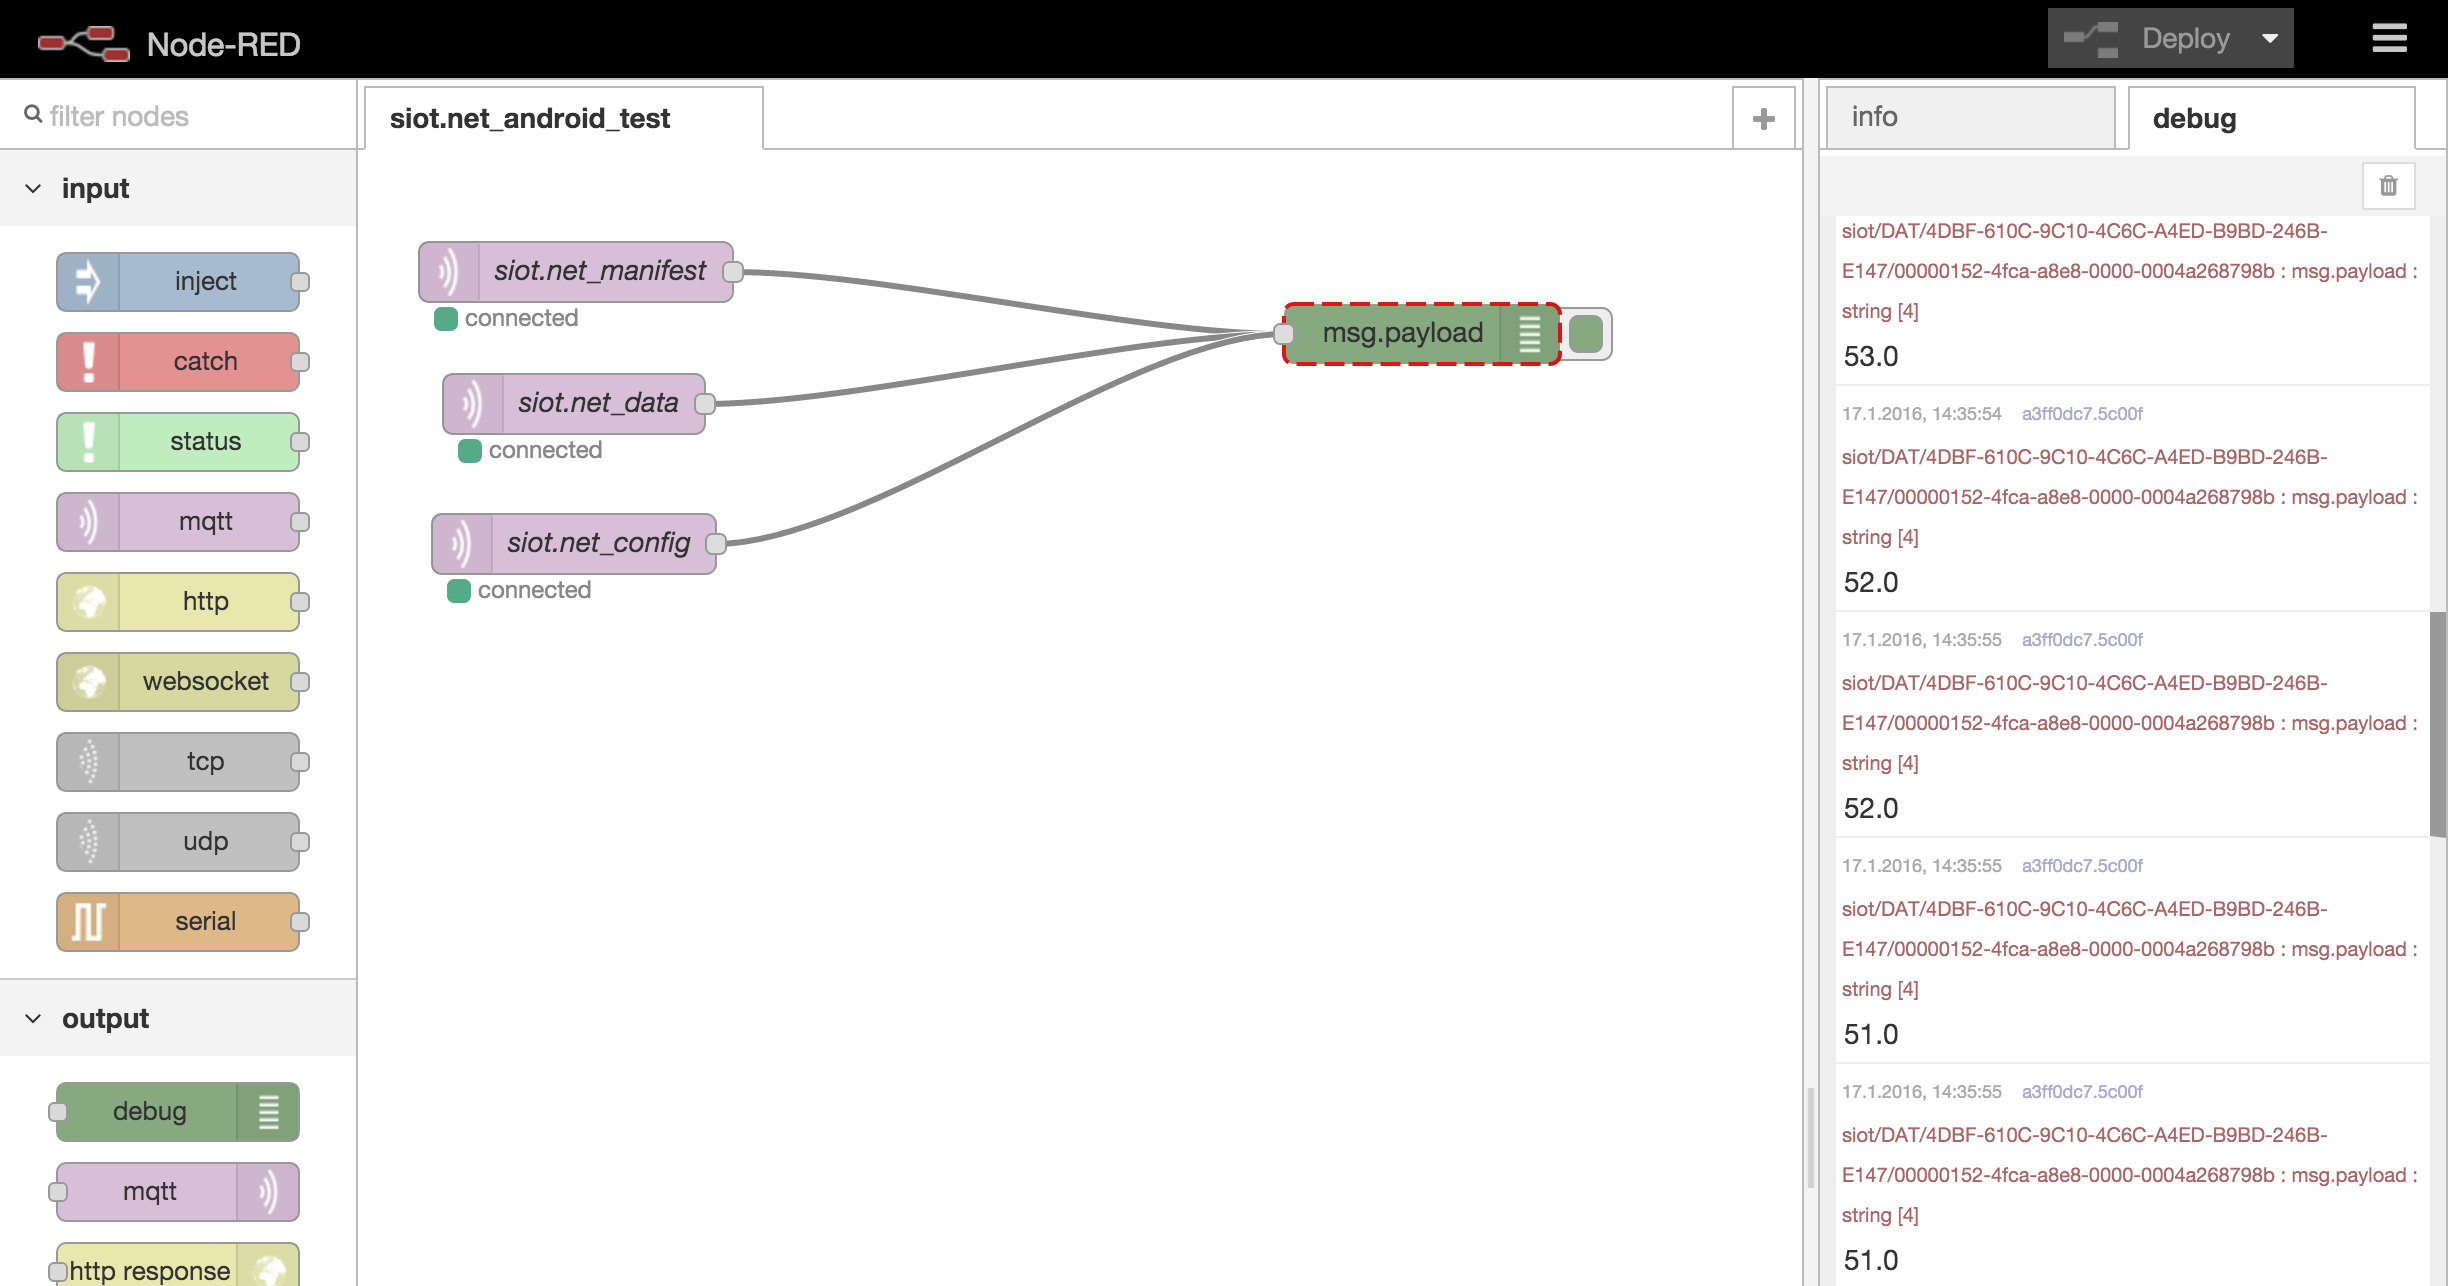 Node-RED
Deploy
filter nodes
input
inject
catch
status
mqtt
http
websocket
tcp
udp
serial
output
debug
mqtt
http response
siot.net_android_test
siot.net_manifest
connected
siot.net_data
connected
siot.net_config
connected
msg.payload
info
debug
siot/DAT/4DBF-610C-9C10-4C6C-A4ED-B9BD-246B-
E147/00000152-4fca-a8e8-0000-0004a268798b : msg.payload :
string [4]
53.0
17.1.2016, 14:35:54 a3ff0dc7.5c00f
siot/DAT/4DBF-610C-9C10-4C6C-A4ED-B9BD-246B-
E147/00000152-4fca-a8e8-0000-0004a268798b : msg.payload :
string [4]
52.0
17.1.2016, 14:35:55 a3ff0dc7.5c00f
siot/DAT/4DBF-610C-9C10-4C6C-A4ED-B9BD-246B-
E147/00000152-4fca-a8e8-0000-0004a268798b : msg.payload :
string [4]
52.0
17.1.2016, 14:35:55 a3ff0dc7.5c00f
siot/DAT/4DBF-610C-9C10-4C6C-A4ED-B9BD-246B-
E147/00000152-4fca-a8e8-0000-0004a268798b : msg.payload :
string [4]
51.0
17.1.2016, 14:35:55 a3ff0dc7.5c00f
siot/DAT/4DBF-610C-9C10-4C6C-A4ED-B9BD-246B-
E147/00000152-4fca-a8e8-0000-0004a268798b : msg.payload :
string [4]
51.0